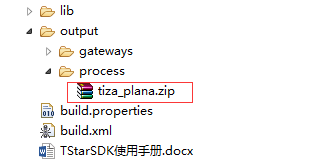 lib
output
gateways
process
tiza_plana.zip
build.properties
build.xml
TStarSDK使用手册.docx